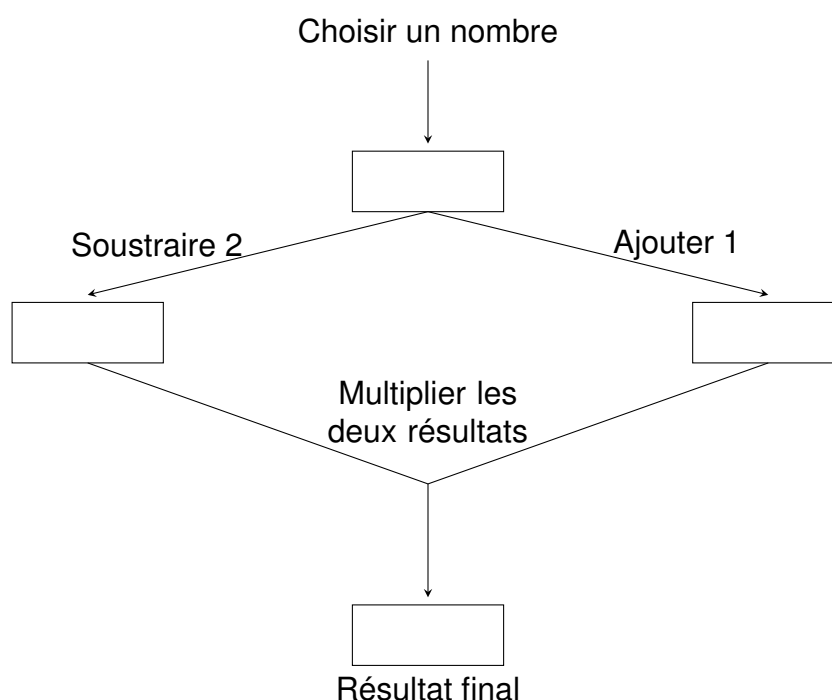 Choisir un nombre
Soustraire 2
Ajouter 1
Multiplier les
deux résultats
Résultat final